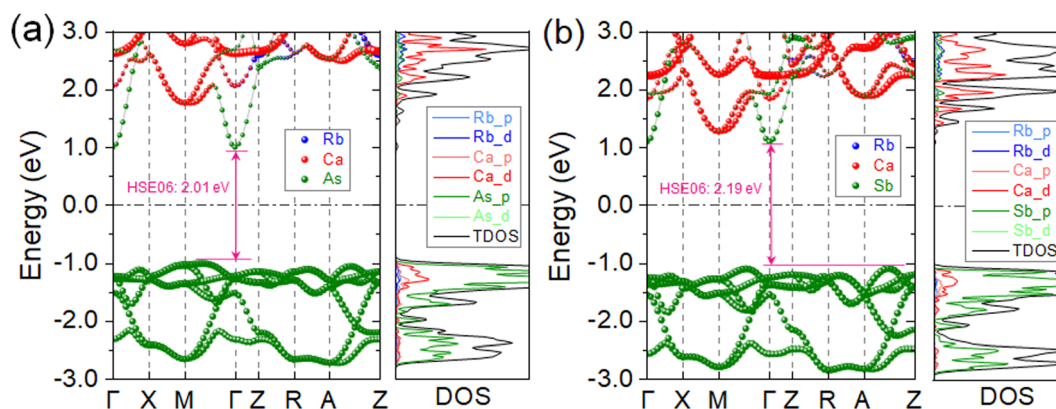 (a)
Energy (eV)
3.0
2.0
1.0
0.0
-1.0
-2.0
-3.0
HSE06: 2.01 eV
Rb
Ca
As
Γ X M Γ Z R A Z
Rb_p
Rb_d
Ca_p
Ca_d
As_p
As_d
TDOS
DOS
(b)
Energy (eV)
3.0
2.0
1.0
0.0
-1.0
-2.0
-3.0
HSE06: 2.19 eV
Rb
Ca
Sb
Γ X M Γ Z R A Z
Rb_p
Rb_d
Ca_p
Ca_d
Sb_p
Sb_d
TDOS
DOS